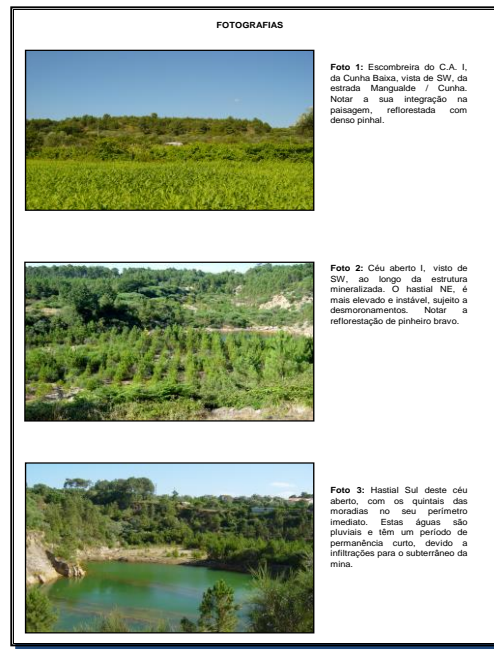 FOTOGRAFIAS
Foto 1: Escombreira do C.A. I,
da Cunha Baixa, vista de SW, da
estrada Mangualde / Cunha.
Notar a sua integração na
paisagem, reflorestada com
denso pinhal.
Foto 2: Céu aberto I, visto de
SW, ao longo da estrutura
mineralizada. O hastial NE, é
mais elevado e instável, sujeito a
desmoronamentos. Notar a
reflorestação de pinheiro bravo.
Foto 3: Hastial Sul deste céu
aberto, com os quintais das
moradias no seu perímetro
imediato. Estas águas são
pluviais e têm um período de
permanência curto, devido a
infiltrações para o subterrâneo da
mina.